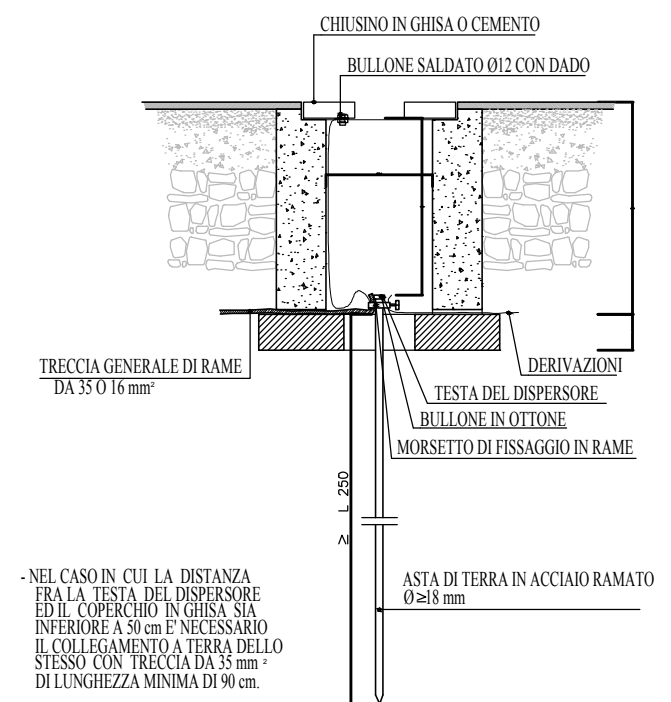 CHIUSINO IN GHISA O CEMENTO
BULLONE SALDATO Ø12 CON DADO
TRECCIA GENERALE DI RAME
DA 35 O 16 mm²
DERIVAZIONI
TESTA DEL DISPERSORE
BULLONE IN OTTONE
MORSETTO DI FISSAGGIO IN RAME
≥ L 250
ASTA DI TERRA IN ACCIAIO RAMATO
Ø≥18 mm
- NEL CASO IN CUI LA DISTANZA
FRA LA TESTA DEL DISPERSORE
ED IL COPERCHIO IN GHISA SIA
INFERIORE A 50 cm E' NECESSARIO
IL COLLEGAMENTO A TERRA DELLO
STESSO CON TRECCIA DA 35 mm ²
DI LUNGHEZZA MINIMA DI 90 cm.